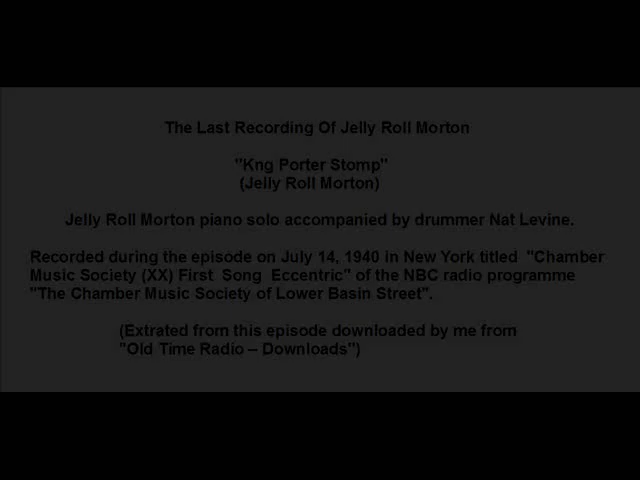 The Last Recording Of Jelly Roll Morton
"Kng Porter Stomp"
(Jelly Roll Morton)
Jelly Roll Morton piano solo accompanied by drummer Nat Levine.
Recorded during the episode on July 14, 1940 in New York titled "Chamber
Music Society (XX) First Song Eccentric" of the NBC radio programme
"The Chamber Music Society of Lower Basin Street".
(Extrated from this episode downloaded by me from
"Old Time Radio – Downloads")